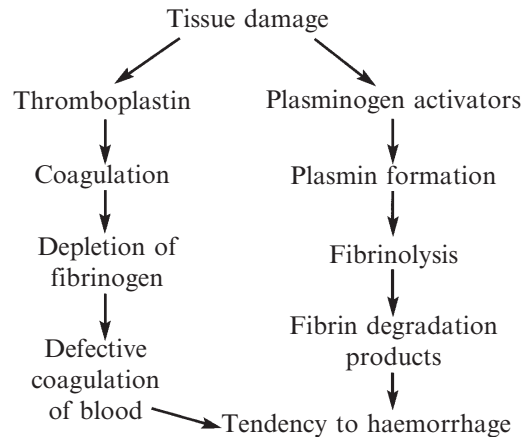 Tissue damage
Thromboplastin
Coagulation
Depletion of
fibrinogen
Defective
coagulation
of blood
Plasminogen activators
Plasmin formation
Fibrinolysis
Fibrin degradation
products
Tendency to haemorrhage